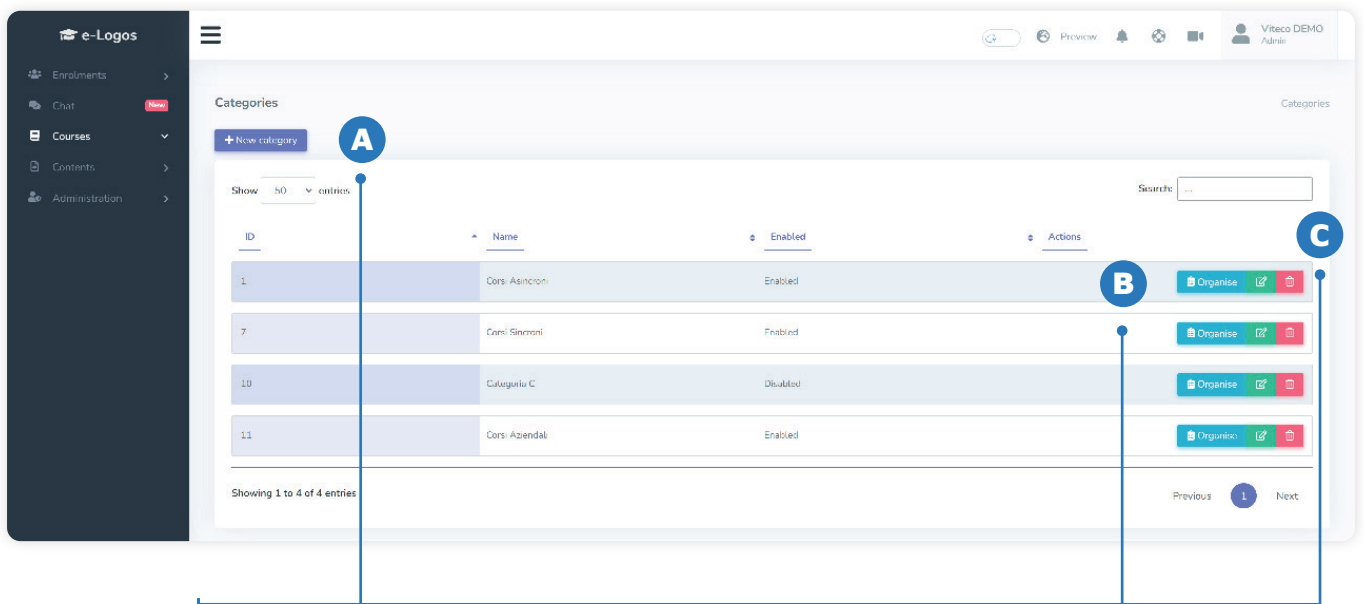 e-Logos
Preview
Viteco DEMO
Admin
Enrolments
Chat New
Courses
Contents
Administration
Categories
Categories
+ New category
A
Show 50 entries
Search: ...
ID Name Enabled Actions
C
1 Corsi Asincroni Enabled Organise
B
7 Corsi Sincroni Enabled Organise
10 Categoria C Disabled Organise
11 Corsi Aziendali Enabled Organise
Showing 1 to 4 of 4 entries
Previous 1 Next